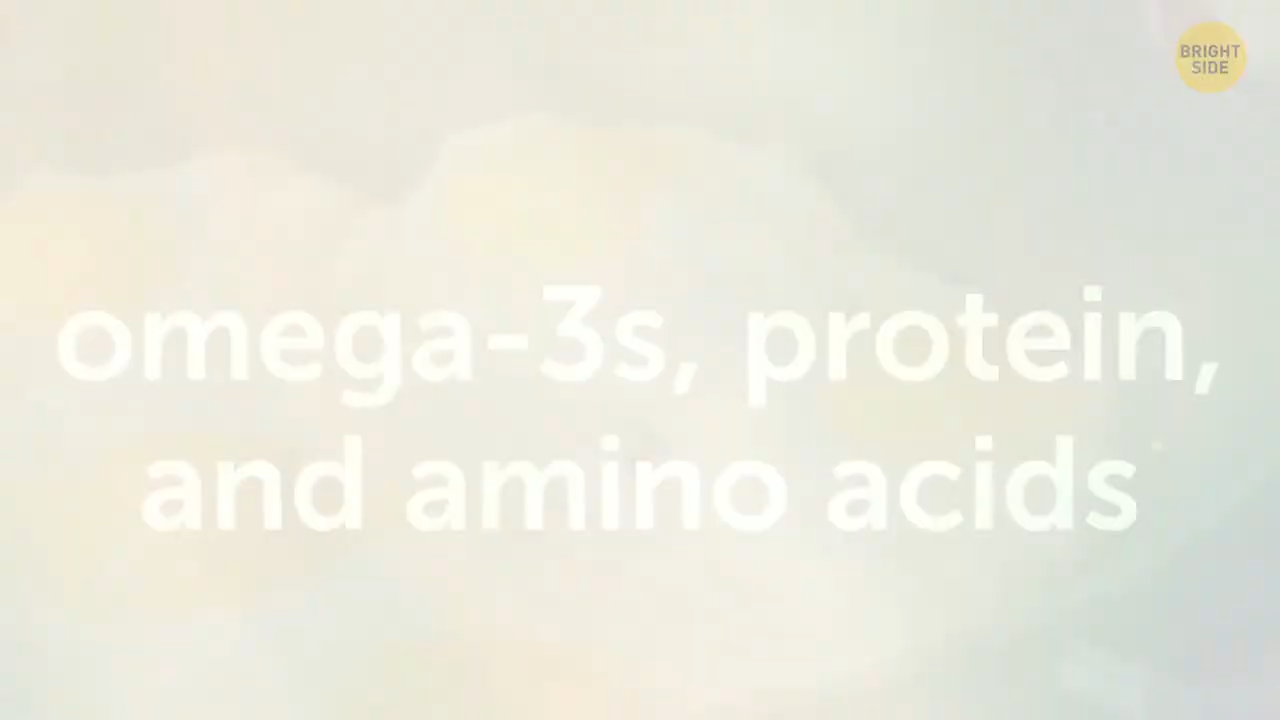 BRIGHT
SIDE
omega-3s, protein,
and amino acids